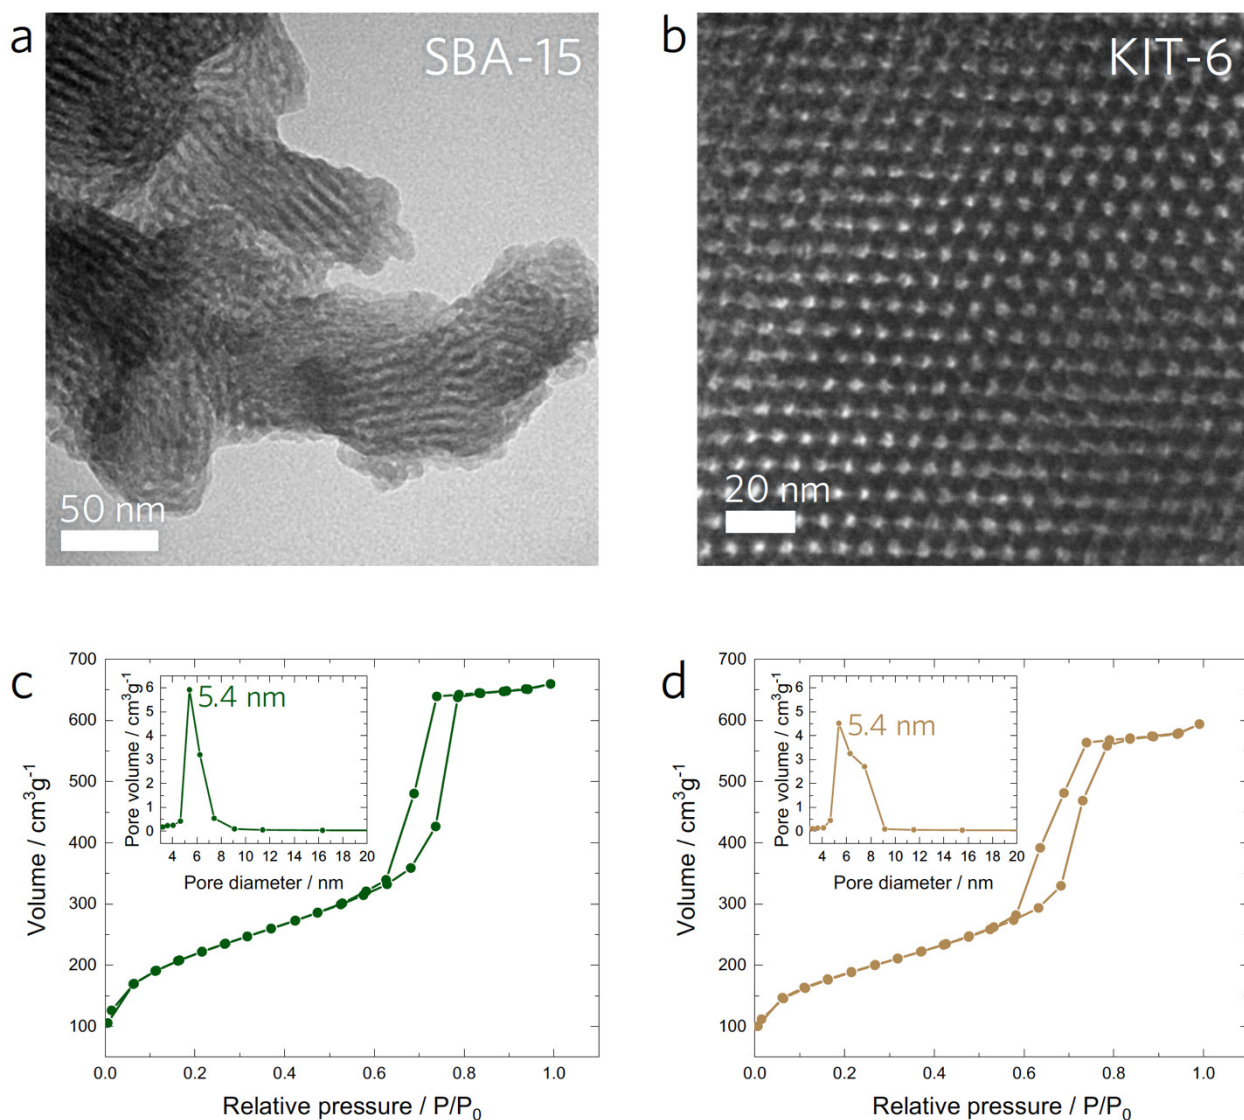 a
SBA-15
50 nm
b
KIT-6
20 nm
c
700
600
500
400
300
200
100
Volume / cm³g⁻¹
0.0 0.2 0.4 0.6 0.8 1.0
Relative pressure / P/P₀
6
5
4
3
2
1
0
Pore volume / cm³g⁻¹
5.4 nm
4 6 8 10 12 14 16 18 20
Pore diameter / nm
d
700
600
500
400
300
200
100
Volume / cm³g⁻¹
0.0 0.2 0.4 0.6 0.8 1.0
Relative pressure / P/P₀
6
5
4
3
2
1
0
Pore volume / cm³g⁻¹
5.4 nm
4 6 8 10 12 14 16 18 20
Pore diameter / nm